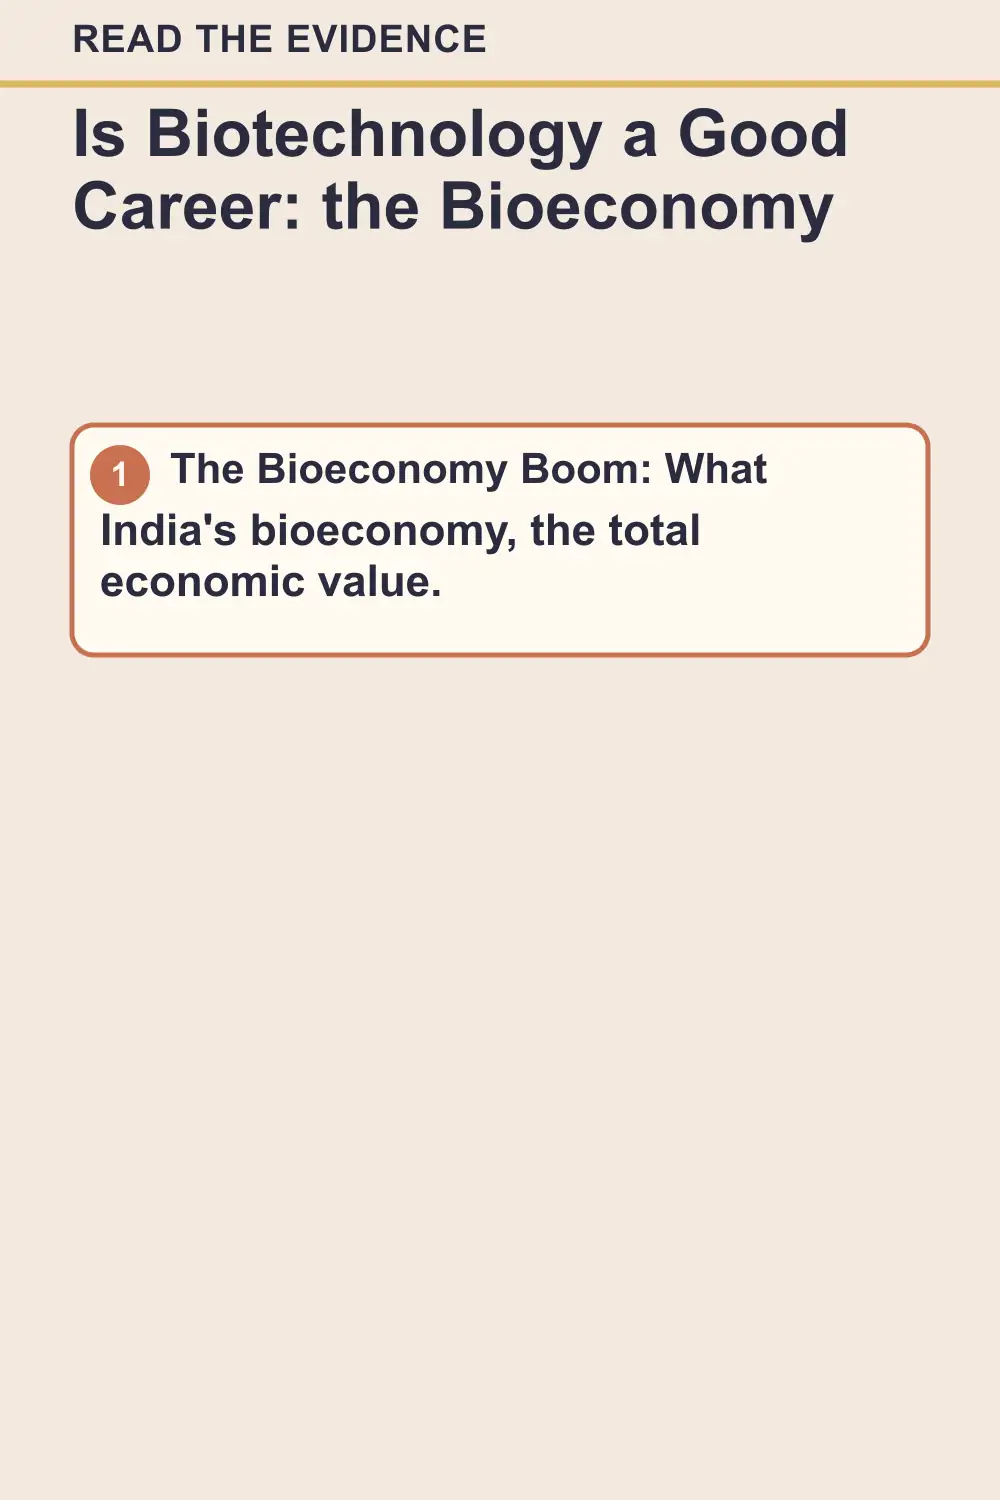 READ THE EVIDENCE
Is Biotechnology a Good
Career: the Bioeconomy
1 The Bioeconomy Boom: What
India's bioeconomy, the total
economic value.